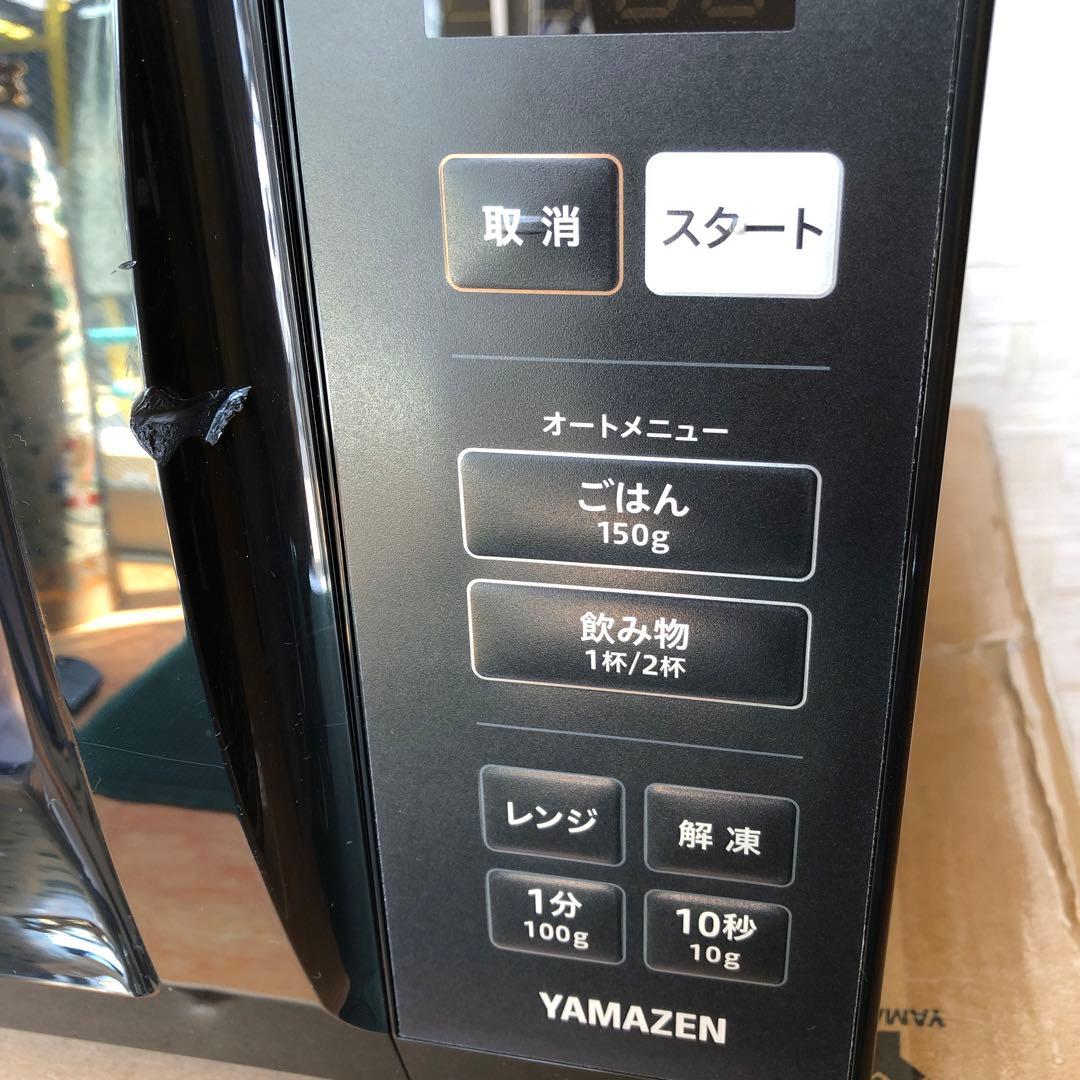 取消
スタート
オートメニュー
ごはん
150g
飲み物
1杯/2杯
レンジ
解凍
1分
100g
10秒
10g
YAMAZEN